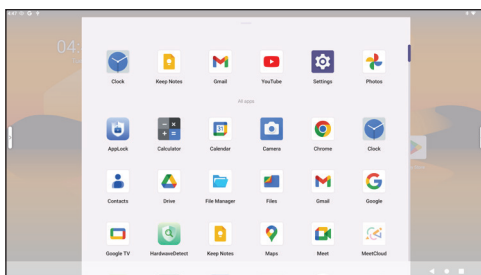 04:
Clock Keep Notes Gmail YouTube Settings Photos
All apps
AppLock Calculator Calendar Camera Chrome Clock
Contacts Drive File Manager Files Gmail Google
Google TV HardwareDetect Keep Notes Maps Meet MeetCloud